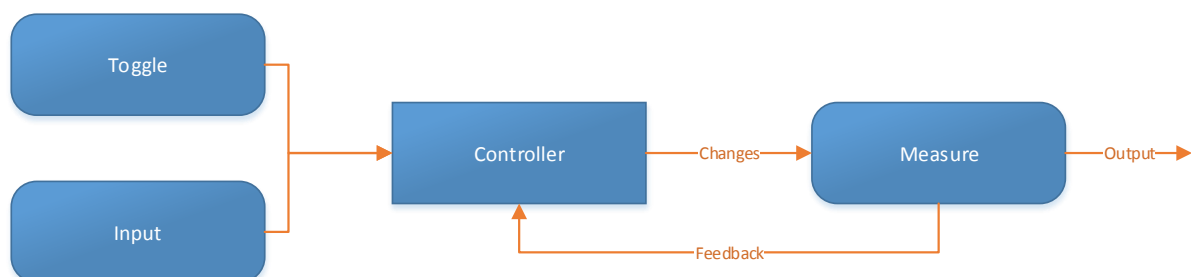 Toggle
Controller
Changes
Measure
Output
Input
Feedback